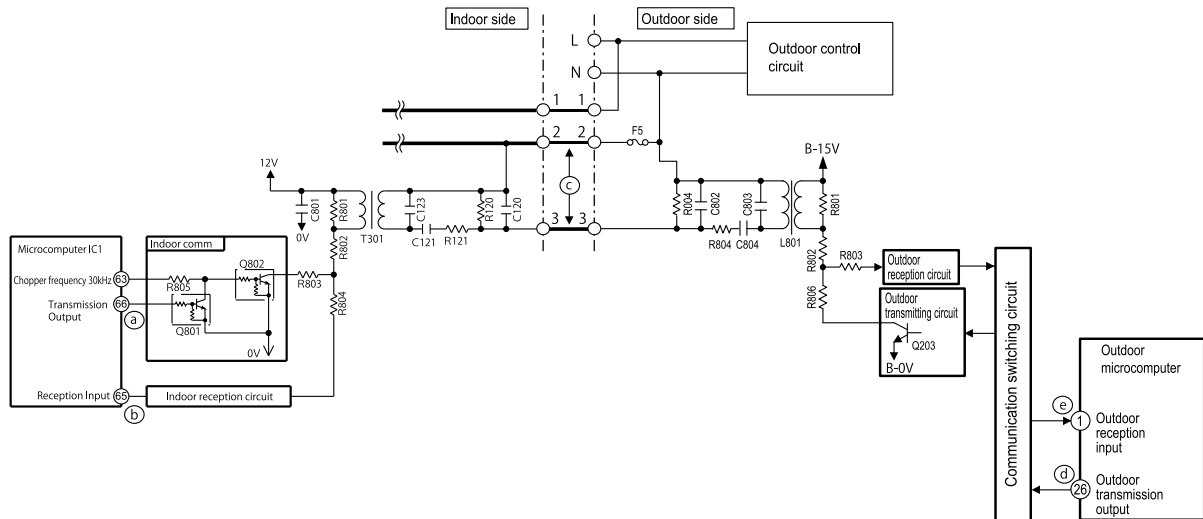 Indoor side
Outdoor side
L
N
Outdoor control
circuit
1
1
2
2
F5
c
3
3
12V
C801
0V
R801
R802
T301
C123
C121
R121
R120
C120
R004
C802
R804
C804
C803
L801
B-15V
R801
R802
R803
R806
Outdoor
reception circuit
Outdoor
transmitting circuit
Q203
B-0V
Communication switching circuit
Microcomputer IC1
Chopper frequency 30kHz
63
Transmission
Output
66
a
Reception Input
65
b
Indoor comm
R805
Q801
Q802
0V
R803
R804
Indoor reception circuit
Outdoor
microcomputer
e
1
Outdoor
reception
input
d
26
Outdoor
transmission
output